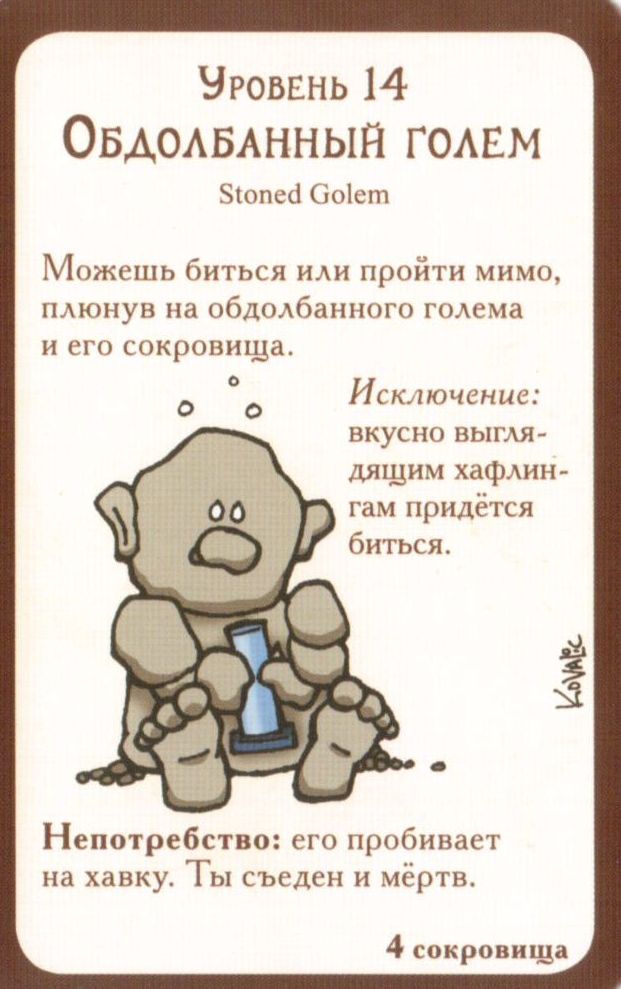 Уровень 14
Обдолбанный голем
Stoned Golem
Можешь биться или пройти мимо,
плюнув на обдолбанного голема
и его сокровища.
Исключение:
вкусно выгля-
дящим хафлин-
гам придётся
биться.
Kovalic
Непотребство: его пробивает
на хавку. Ты съеден и мёртв.
4 сокровища